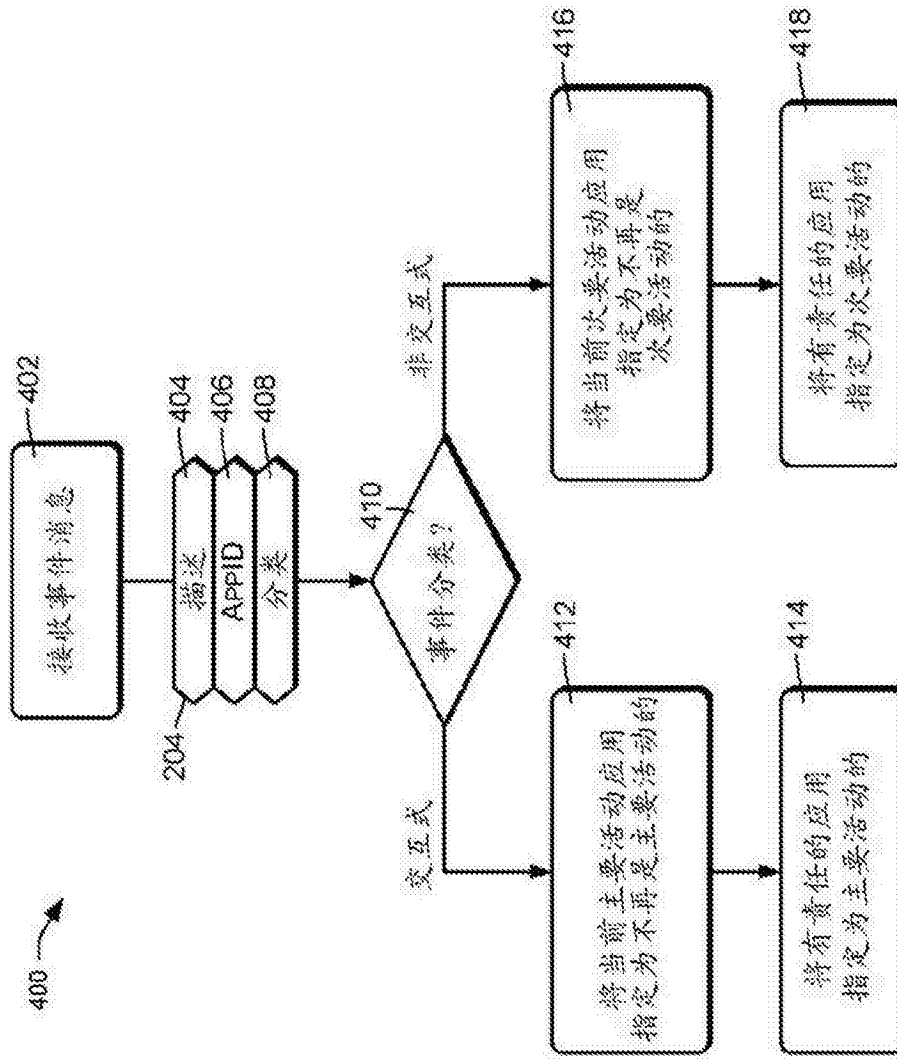 400
接收事件消息
402
204
描述
404
APPID
406
分类
408
事件分类?
410
交互式
非交互式
将当前主要活动应用
指定为不再是主要活动的
412
将有责任的应用
指定为主要活动的
414
将当前次要活动应用
指定为不再是
次要活动的
416
将有责任的应用
指定为次要活动的
418